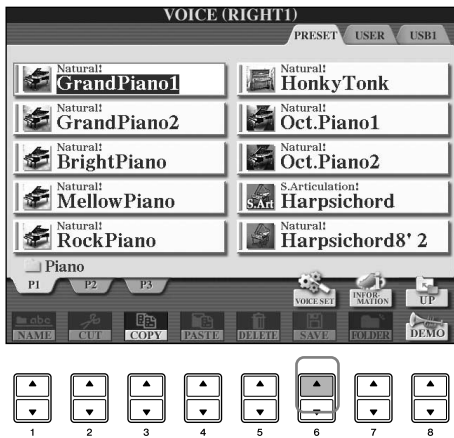 VOICE (RIGHT1)
PRESET USER USB1
Natural!
GrandPiano1
Natural!
HonkyTonk
Natural!
GrandPiano2
Natural!
Oct.Piano1
Natural!
BrightPiano
Natural!
Oct.Piano2
Natural!
MellowPiano
S.Articulation!
S.Art
Harpsichord
Natural!
RockPiano
Natural!
Harpsichord8' 2
Piano
P1 P2 P3
VOICE SET
INFOR-
MATION
UP
abc
NAME CUT COPY PASTE DELETE SAVE FOLDER DEMO
1 2 3 4 5 6 7 8